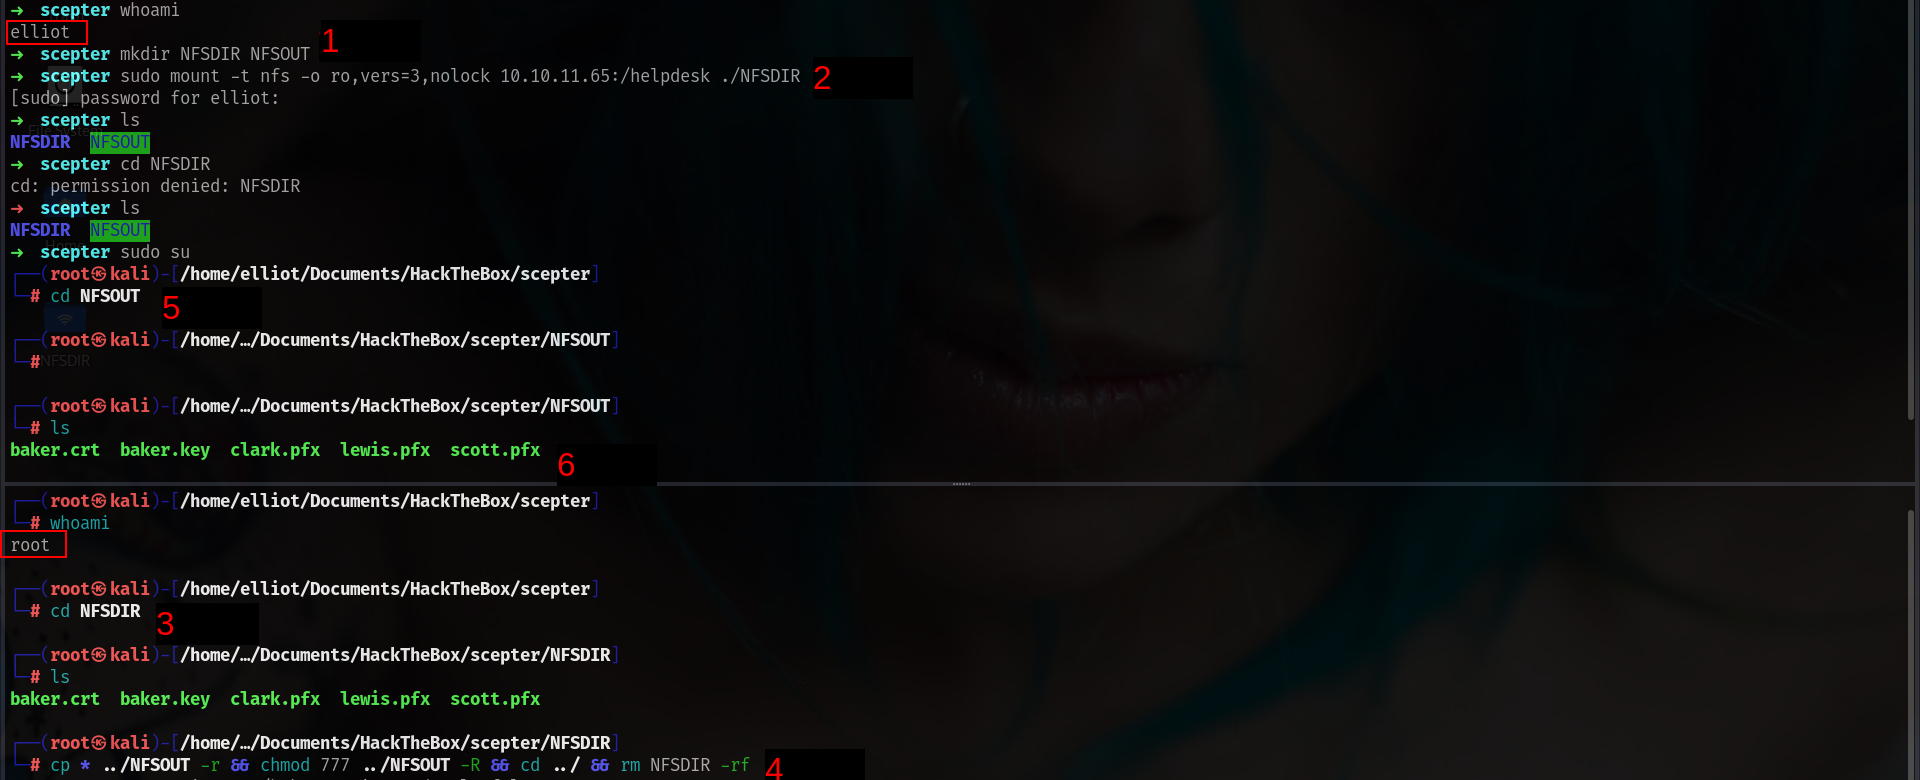 ➜  scepter whoami
elliot
1
➜  scepter mkdir NFSDIR NFSOUT
➜  scepter sudo mount -t nfs -o ro,vers=3,nolock 10.10.11.65:/helpdesk ./NFSDIR
2
[sudo] password for elliot:
➜  scepter ls
File System
NFSDIR  NFSOUT
➜  scepter cd NFSDIR
cd: permission denied: NFSDIR
➜  scepter ls
NFSDIR  NFSOUT
Home
➜  scepter sudo su
┌──(root㉿kali)-[/home/elliot/Documents/HackTheBox/scepter]
└─# cd NFSOUT
5
┌──(root㉿kali)-[/home/…/Documents/HackTheBox/scepter/NFSOUT]
└─#
NFSDIR
┌──(root㉿kali)-[/home/…/Documents/HackTheBox/scepter/NFSOUT]
└─# ls
baker.crt  baker.key  clark.pfx  lewis.pfx  scott.pfx
6
┌──(root㉿kali)-[/home/elliot/Documents/HackTheBox/scepter]
└─# whoami
root
┌──(root㉿kali)-[/home/elliot/Documents/HackTheBox/scepter]
└─# cd NFSDIR
3
┌──(root㉿kali)-[/home/…/Documents/HackTheBox/scepter/NFSDIR]
└─# ls
baker.crt  baker.key  clark.pfx  lewis.pfx  scott.pfx
┌──(root㉿kali)-[/home/…/Documents/HackTheBox/scepter/NFSDIR]
└─# cp * ../NFSOUT -r && chmod 777 ../NFSOUT -R && cd ../ && rm NFSDIR -rf
4